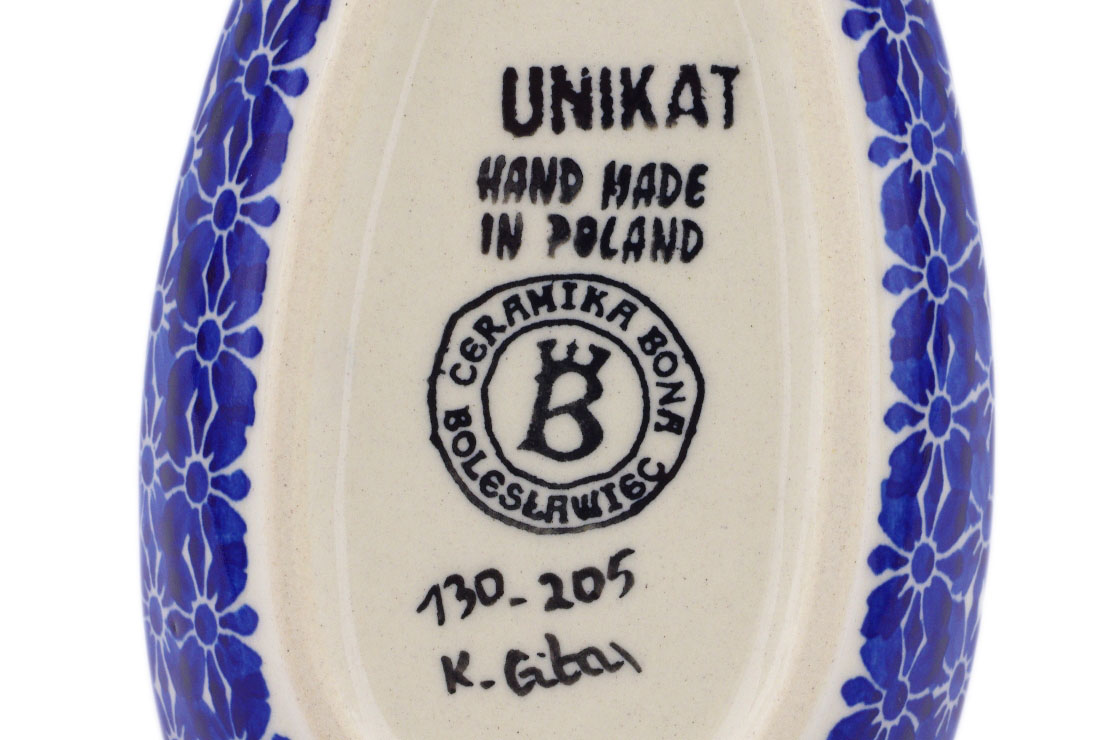 UNIKAT
HAND MADE
IN POLAND
CERAMIKA BONA
BOLESŁAWIEC
B
130-205
K.